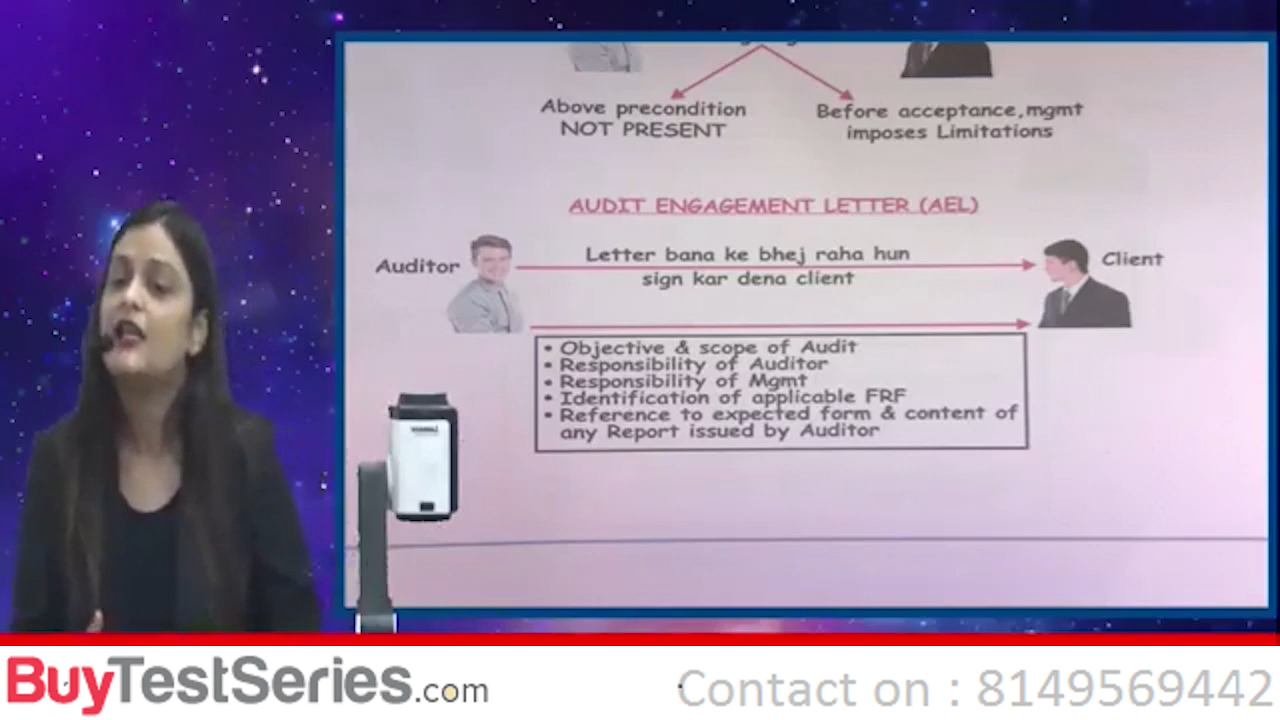 Above precondition
NOT PRESENT
Before acceptance, mgmt
imposes Limitations
AUDIT ENGAGEMENT LETTER (AEL)
Auditor
Letter bana ke bhej raha hun
sign kar dena client
Client
• Objective & scope of Audit
• Responsibility of Auditor
• Responsibility of Mgmt
• Identification of applicable FRF
• Reference to expected form & content of
any Report issued by Auditor
BuyTestSeries.com
Contact on : 8149569442